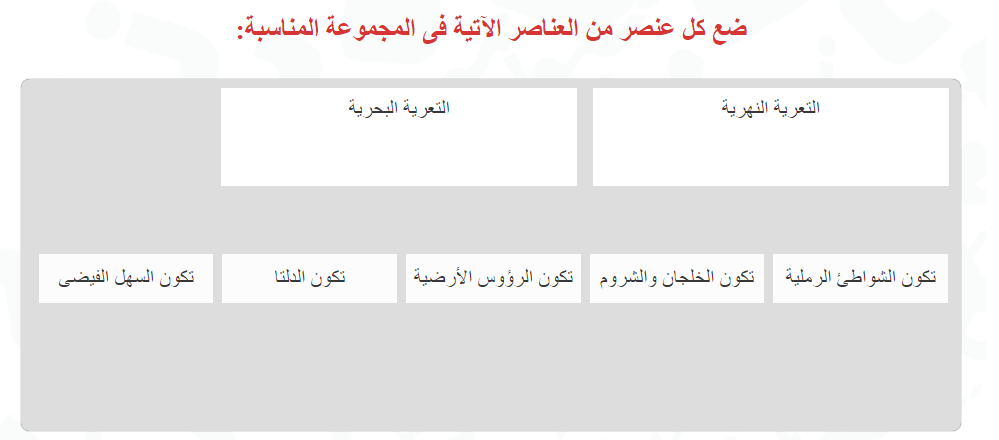 ضع كل عنصر من العناصر الآتية فى المجموعة المناسبة:
التعرية النهرية
التعرية البحرية
تكون الشواطئ الرملية
تكون الخلجان والشروم
تكون الرؤوس الأرضية
تكون الدلتا
تكون السهل الفيضى